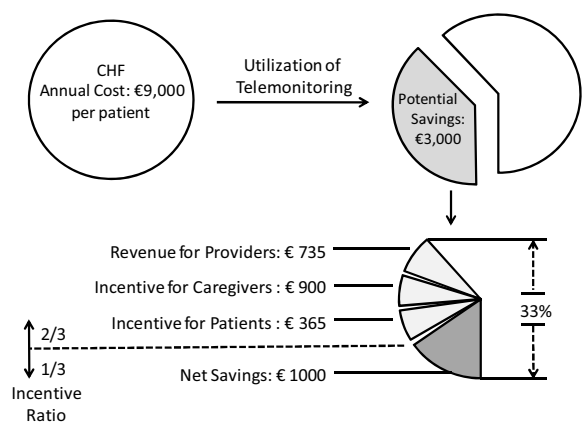 CHF
Annual Cost: €9,000
per patient
Utilization of
Telemonitoring
Potential
Savings:
€3,000
Revenue for Providers: € 735
Incentive for Caregivers : € 900
Incentive for Patients : € 365
33%
2/3
1/3
Net Savings: € 1000
Incentive
Ratio